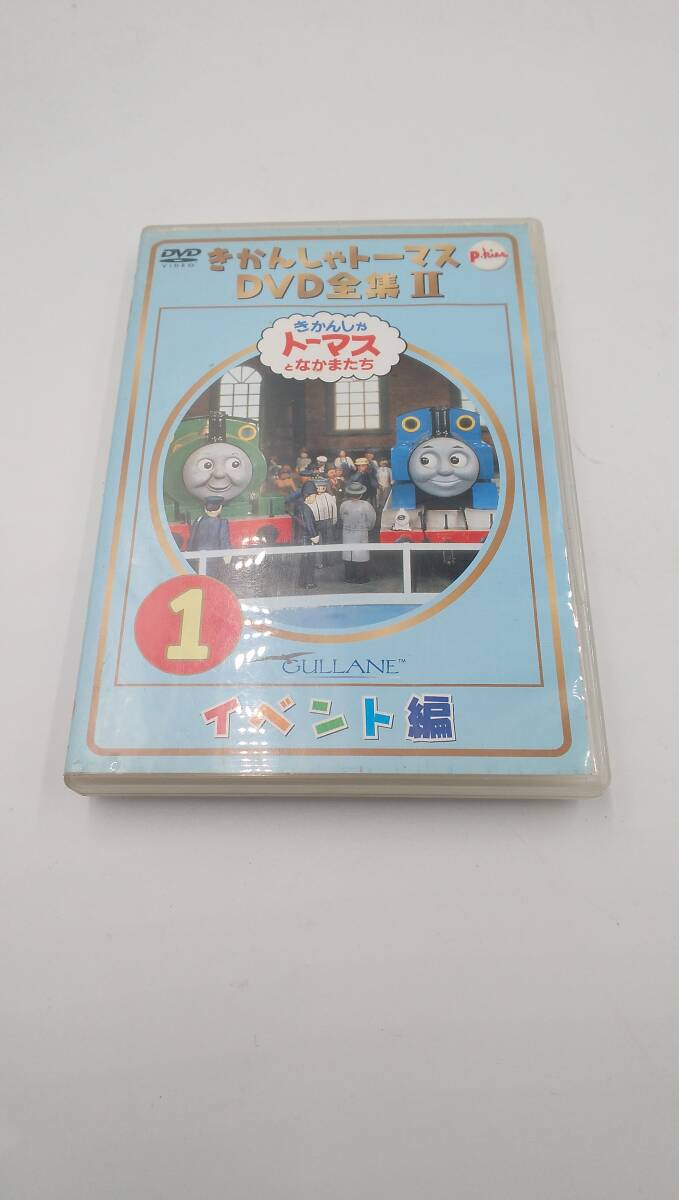 DVD
VIDEO
きかんしゃトーマス
DVD全集 II
p.kiss
きかんしゃ
トーマス
となかまたち
1
GULLANE™
イベント編